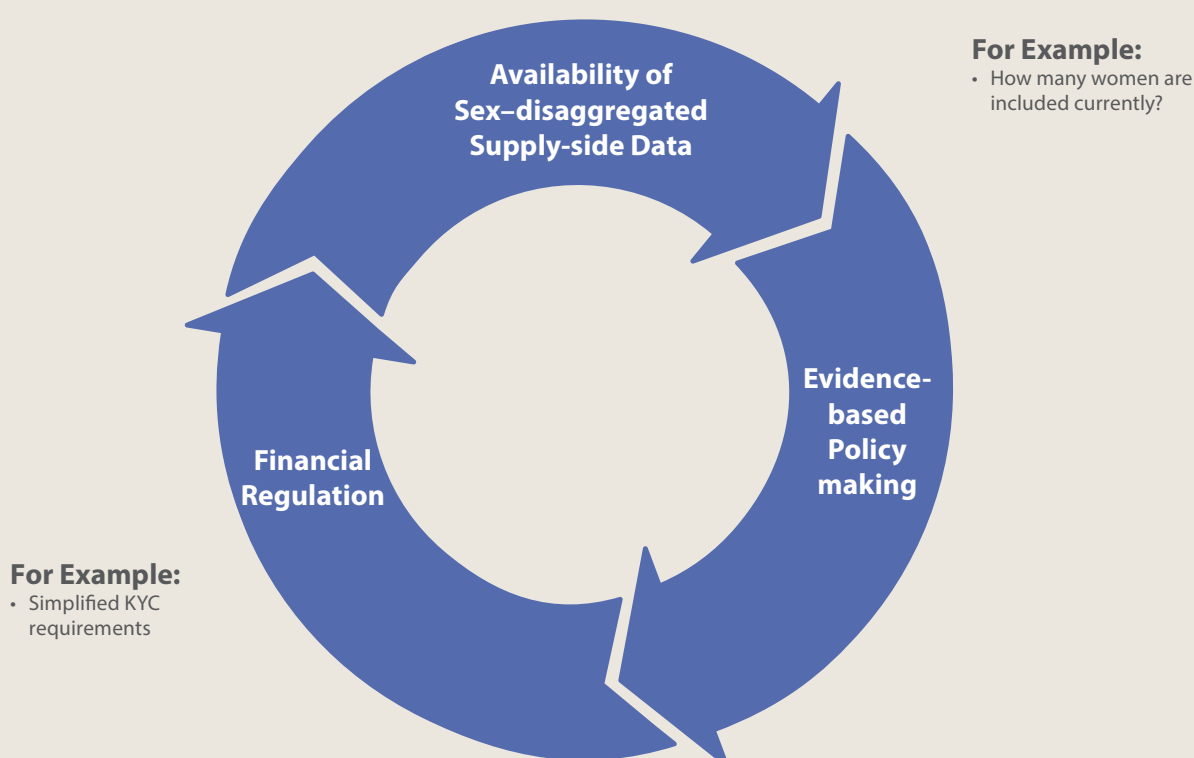 Availability of
Sex–disaggregated
Supply-side Data
For Example:
• How many women are
included currently?
Evidence-
based
Policy
making
Financial
Regulation
For Example:
• Simplified KYC
requirements